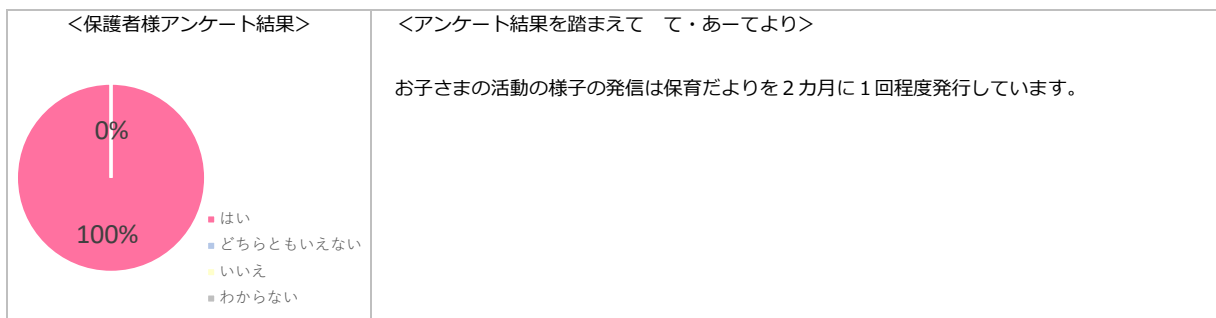 ＜保護者様アンケート結果＞
0%
100%
はい
どちらともいえない
いいえ
わからない
＜アンケート結果を踏まえて　て・あーてより＞
お子さまの活動の様子の発信は保育だよりを２カ月に１回程度発行しています。